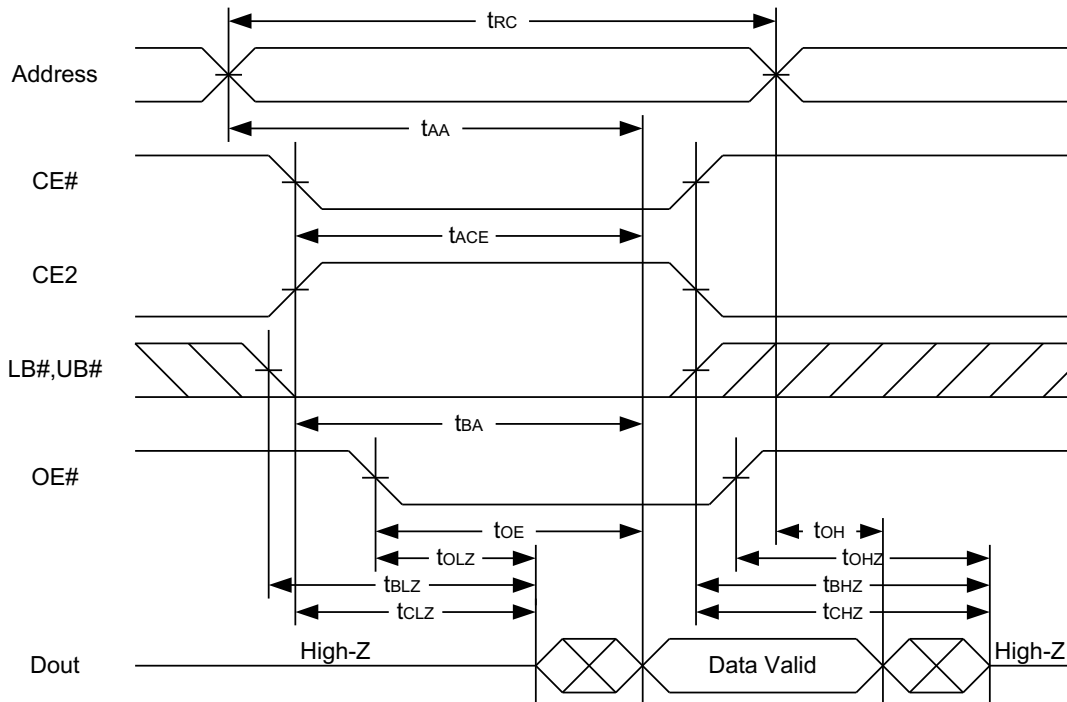 tRC
Address
tAA
CE#
tACE
CE2
LB#,UB#
tBA
OE#
tOE
tOH
tOLZ
tOHZ
tBLZ
tBHZ
tCLZ
tCHZ
High-Z
High-Z
Dout
Data Valid